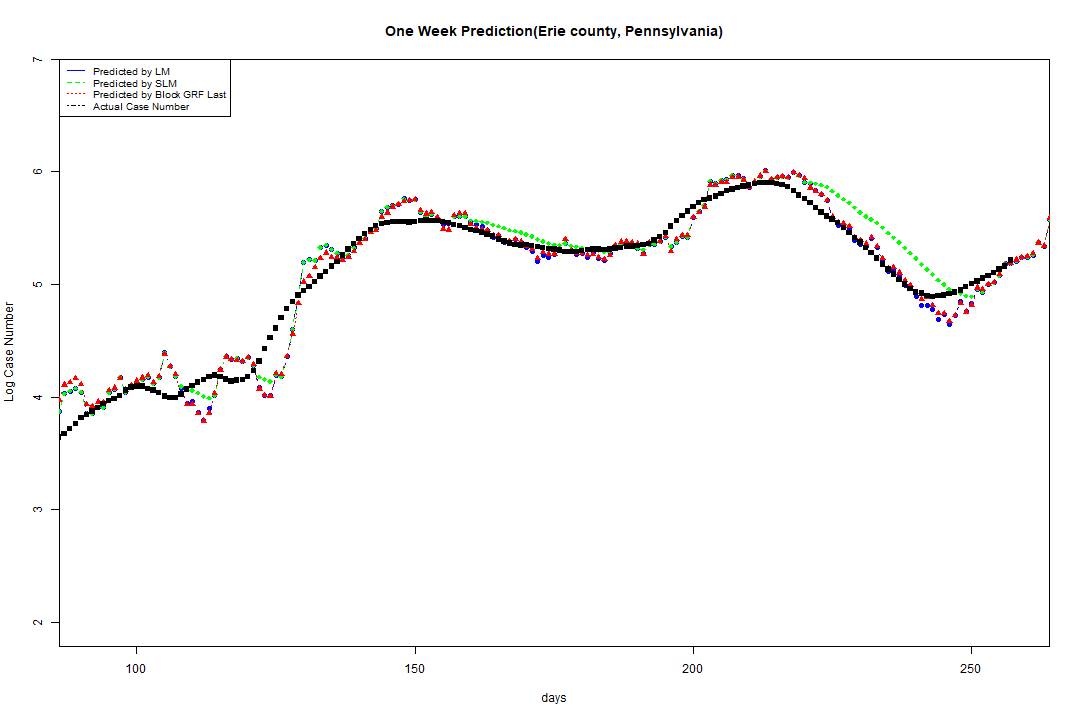 One Week Prediction(Erie county, Pennsylvania)
Predicted by LM
Predicted by SLM
Predicted by Block GRF Last
Actual Case Number
Log Case Number
7
6
5
4
3
2
100 150 200 250
days